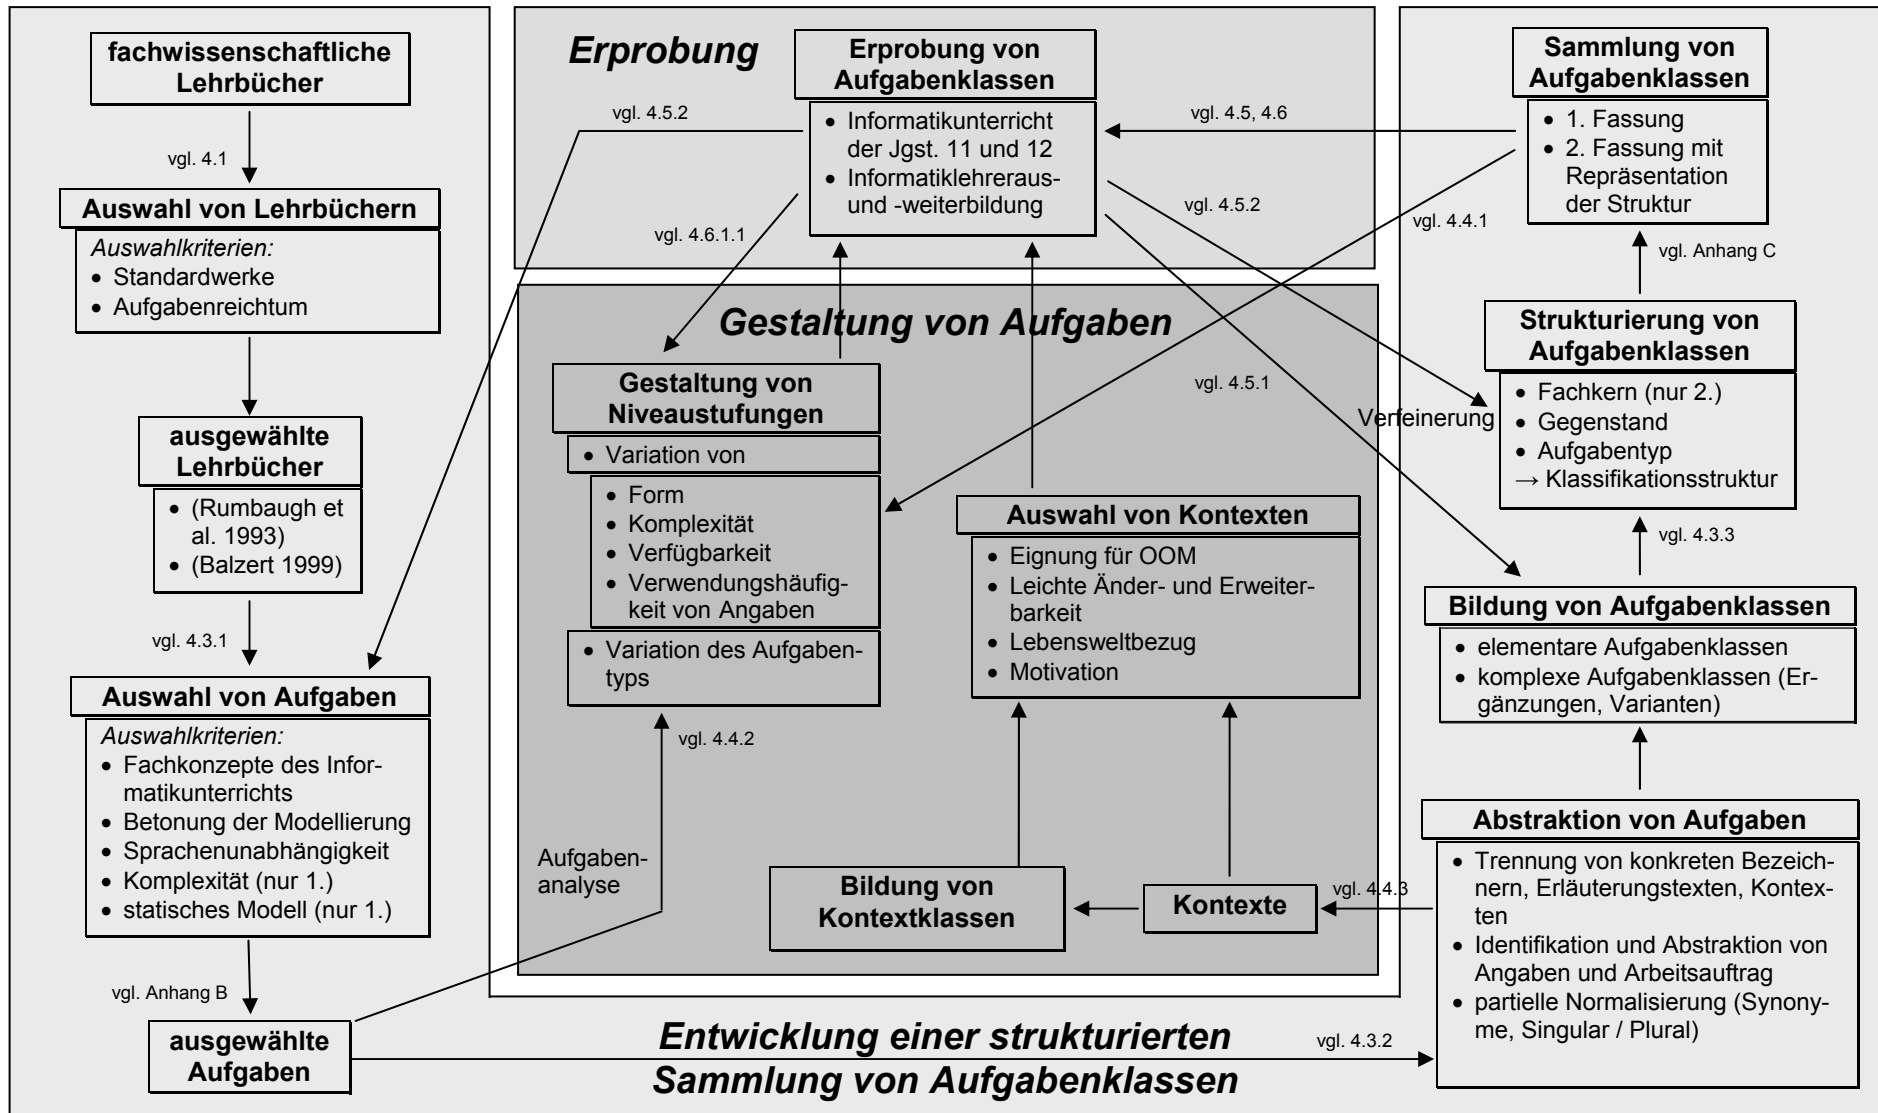 fachwissenschaftliche
Lehrbücher
vgl. 4.1
Auswahl von Lehrbüchern
Auswahlkriterien:
• Standardwerke
• Aufgabenreichtum
ausgewählte
Lehrbücher
• (Rumbaugh et
al. 1993)
• (Balzert 1999)
vgl. 4.3.1
Auswahl von Aufgaben
Auswahlkriterien:
• Fachkonzepte des Infor-
matikunterrichts
• Betonung der Modellierung
• Sprachenunabhängigkeit
• Komplexität (nur 1.)
• statisches Modell (nur 1.)
vgl. Anhang B
ausgewählte
Aufgaben
Erprobung
Erprobung von
Aufgabenklassen
• Informatikunterricht
der Jgst. 11 und 12
• Informatiklehreraus-
und -weiterbildung
vgl. 4.5.2
vgl. 4.5, 4.6
vgl. 4.6.1.1
vgl. 4.5.2
vgl. 4.4.1
Gestaltung von Aufgaben
vgl. 4.5.1
Verfeinerung
Gestaltung von
Niveaustufungen
• Variation von
• Form
• Komplexität
• Verfügbarkeit
• Verwendungshäufig-
keit von Angaben
• Variation des Aufgaben-
typs
vgl. 4.4.2
Aufgaben-
analyse
Auswahl von Kontexten
• Eignung für OOM
• Leichte Änder- und Erweiter-
barkeit
• Lebensweltbezug
• Motivation
Bildung von
Kontextklassen
Kontexte
vgl. 4.4.3
Sammlung von
Aufgabenklassen
• 1. Fassung
• 2. Fassung mit
Repräsentation
der Struktur
vgl. Anhang C
Strukturierung von
Aufgabenklassen
• Fachkern (nur 2.)
• Gegenstand
• Aufgabentyp
→ Klassifikationsstruktur
vgl. 4.3.3
Bildung von Aufgabenklassen
• elementare Aufgabenklassen
• komplexe Aufgabenklassen (Er-
gänzungen, Varianten)
Abstraktion von Aufgaben
• Trennung von konkreten Bezeich-
nern, Erläuterungstexten, Kontex-
ten
• Identifikation und Abstraktion von
Angaben und Arbeitsauftrag
• partielle Normalisierung (Synony-
me, Singular / Plural)
Entwicklung einer strukturierten
Sammlung von Aufgabenklassen
vgl. 4.3.2